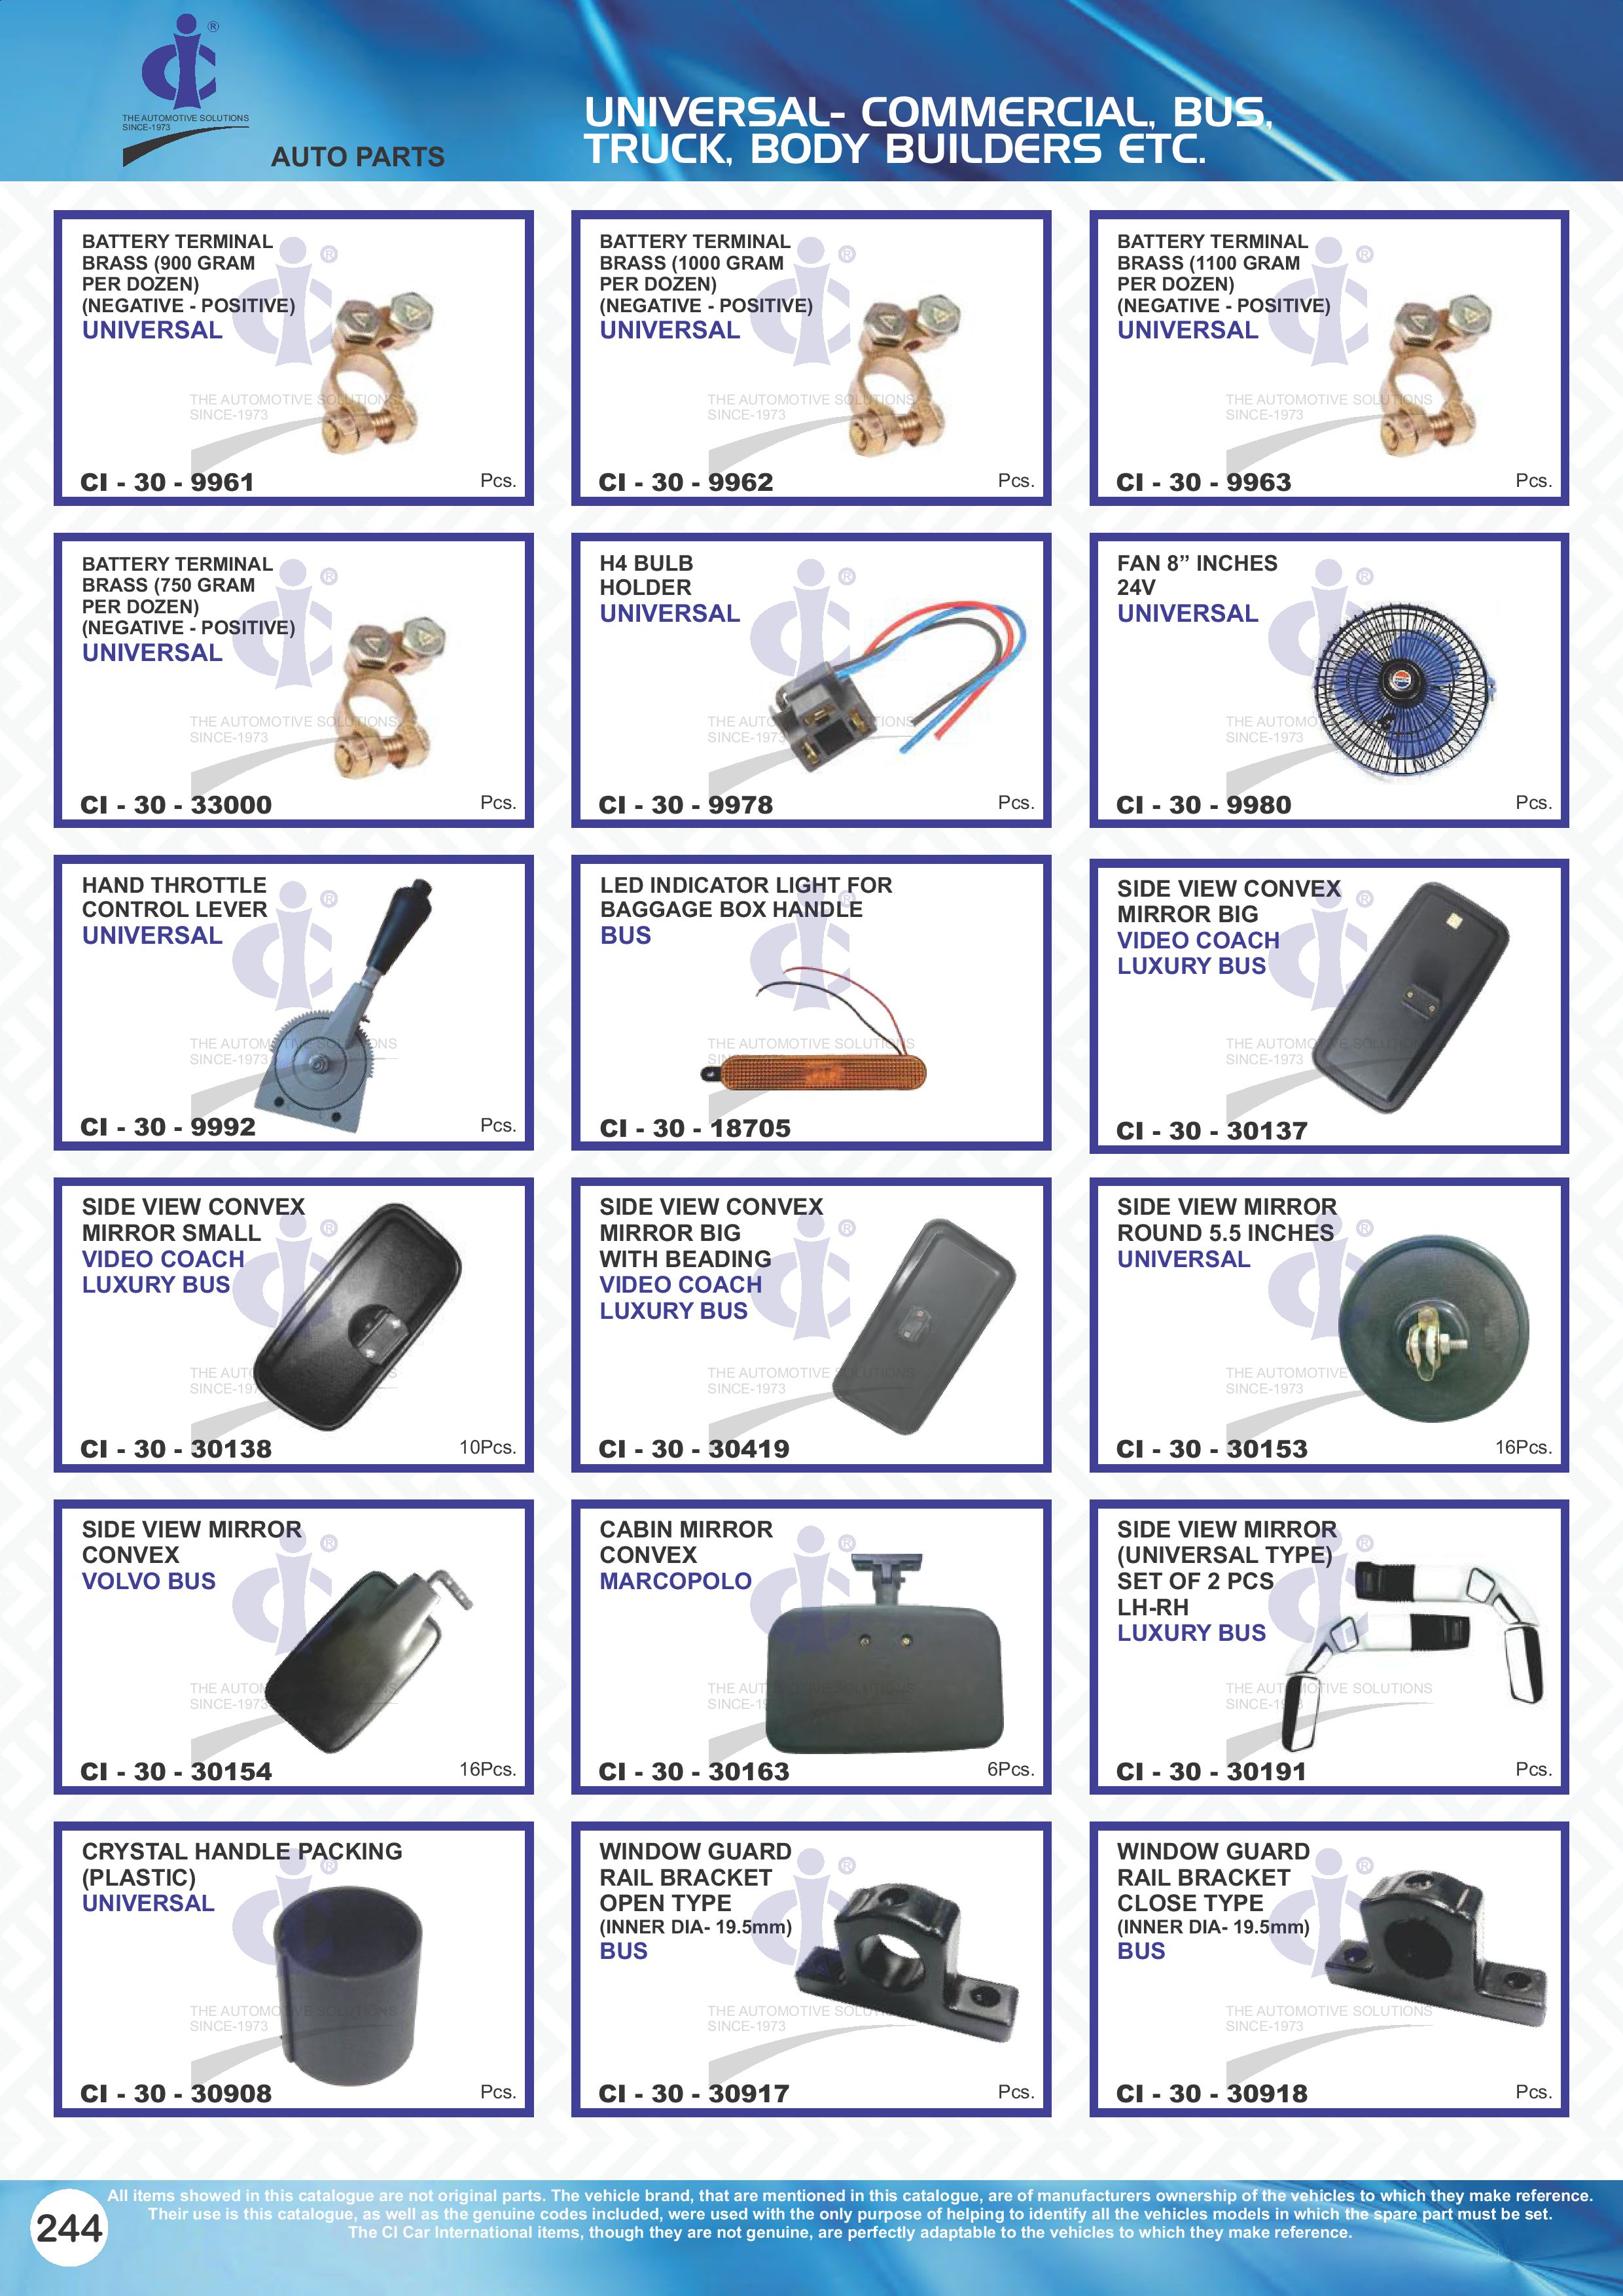 ®
THE AUTOMOTIVE SOLUTIONS
SINCE-1973
AUTO PARTS
UNIVERSAL- COMMERCIAL, BUS,
TRUCK, BODY BUILDERS ETC.
BATTERY TERMINAL
BRASS (900 GRAM
PER DOZEN)
(NEGATIVE - POSITIVE)
UNIVERSAL
CI - 30 - 9961
Pcs.
BATTERY TERMINAL
BRASS (1000 GRAM
PER DOZEN)
(NEGATIVE - POSITIVE)
UNIVERSAL
CI - 30 - 9962
Pcs.
BATTERY TERMINAL
BRASS (1100 GRAM
PER DOZEN)
(NEGATIVE - POSITIVE)
UNIVERSAL
CI - 30 - 9963
Pcs.
BATTERY TERMINAL
BRASS (750 GRAM
PER DOZEN)
(NEGATIVE - POSITIVE)
UNIVERSAL
CI - 30 - 33000
Pcs.
H4 BULB
HOLDER
UNIVERSAL
CI - 30 - 9978
Pcs.
FAN 8” INCHES
24V
UNIVERSAL
CI - 30 - 9980
Pcs.
HAND THROTTLE
CONTROL LEVER
UNIVERSAL
CI - 30 - 9992
Pcs.
LED INDICATOR LIGHT FOR
BAGGAGE BOX HANDLE
BUS
CI - 30 - 18705
SIDE VIEW CONVEX
MIRROR BIG
VIDEO COACH
LUXURY BUS
CI - 30 - 30137
SIDE VIEW CONVEX
MIRROR SMALL
VIDEO COACH
LUXURY BUS
CI - 30 - 30138
10Pcs.
SIDE VIEW CONVEX
MIRROR BIG
WITH BEADING
VIDEO COACH
LUXURY BUS
CI - 30 - 30419
SIDE VIEW MIRROR
ROUND 5.5 INCHES
UNIVERSAL
CI - 30 - 30153
16Pcs.
SIDE VIEW MIRROR
CONVEX
VOLVO BUS
CI - 30 - 30154
16Pcs.
CABIN MIRROR
CONVEX
MARCOPOLO
CI - 30 - 30163
6Pcs.
SIDE VIEW MIRROR
(UNIVERSAL TYPE)
SET OF 2 PCS
LH-RH
LUXURY BUS
CI - 30 - 30191
Pcs.
CRYSTAL HANDLE PACKING
(PLASTIC)
UNIVERSAL
CI - 30 - 30908
Pcs.
WINDOW GUARD
RAIL BRACKET
OPEN TYPE
(INNER DIA- 19.5mm)
BUS
CI - 30 - 30917
Pcs.
WINDOW GUARD
RAIL BRACKET
CLOSE TYPE
(INNER DIA- 19.5mm)
BUS
CI - 30 - 30918
Pcs.
244
All items showed in this catalogue are not original parts. The vehicle brand, that are mentioned in this catalogue, are of manufacturers ownership of the vehicles to which they make reference.
Their use is this catalogue, as well as the genuine codes included, were used with the only purpose of helping to identify all the vehicles models in which the spare part must be set.
The CI Car International items, though they are not genuine, are perfectly adaptable to the vehicles to which they make reference.